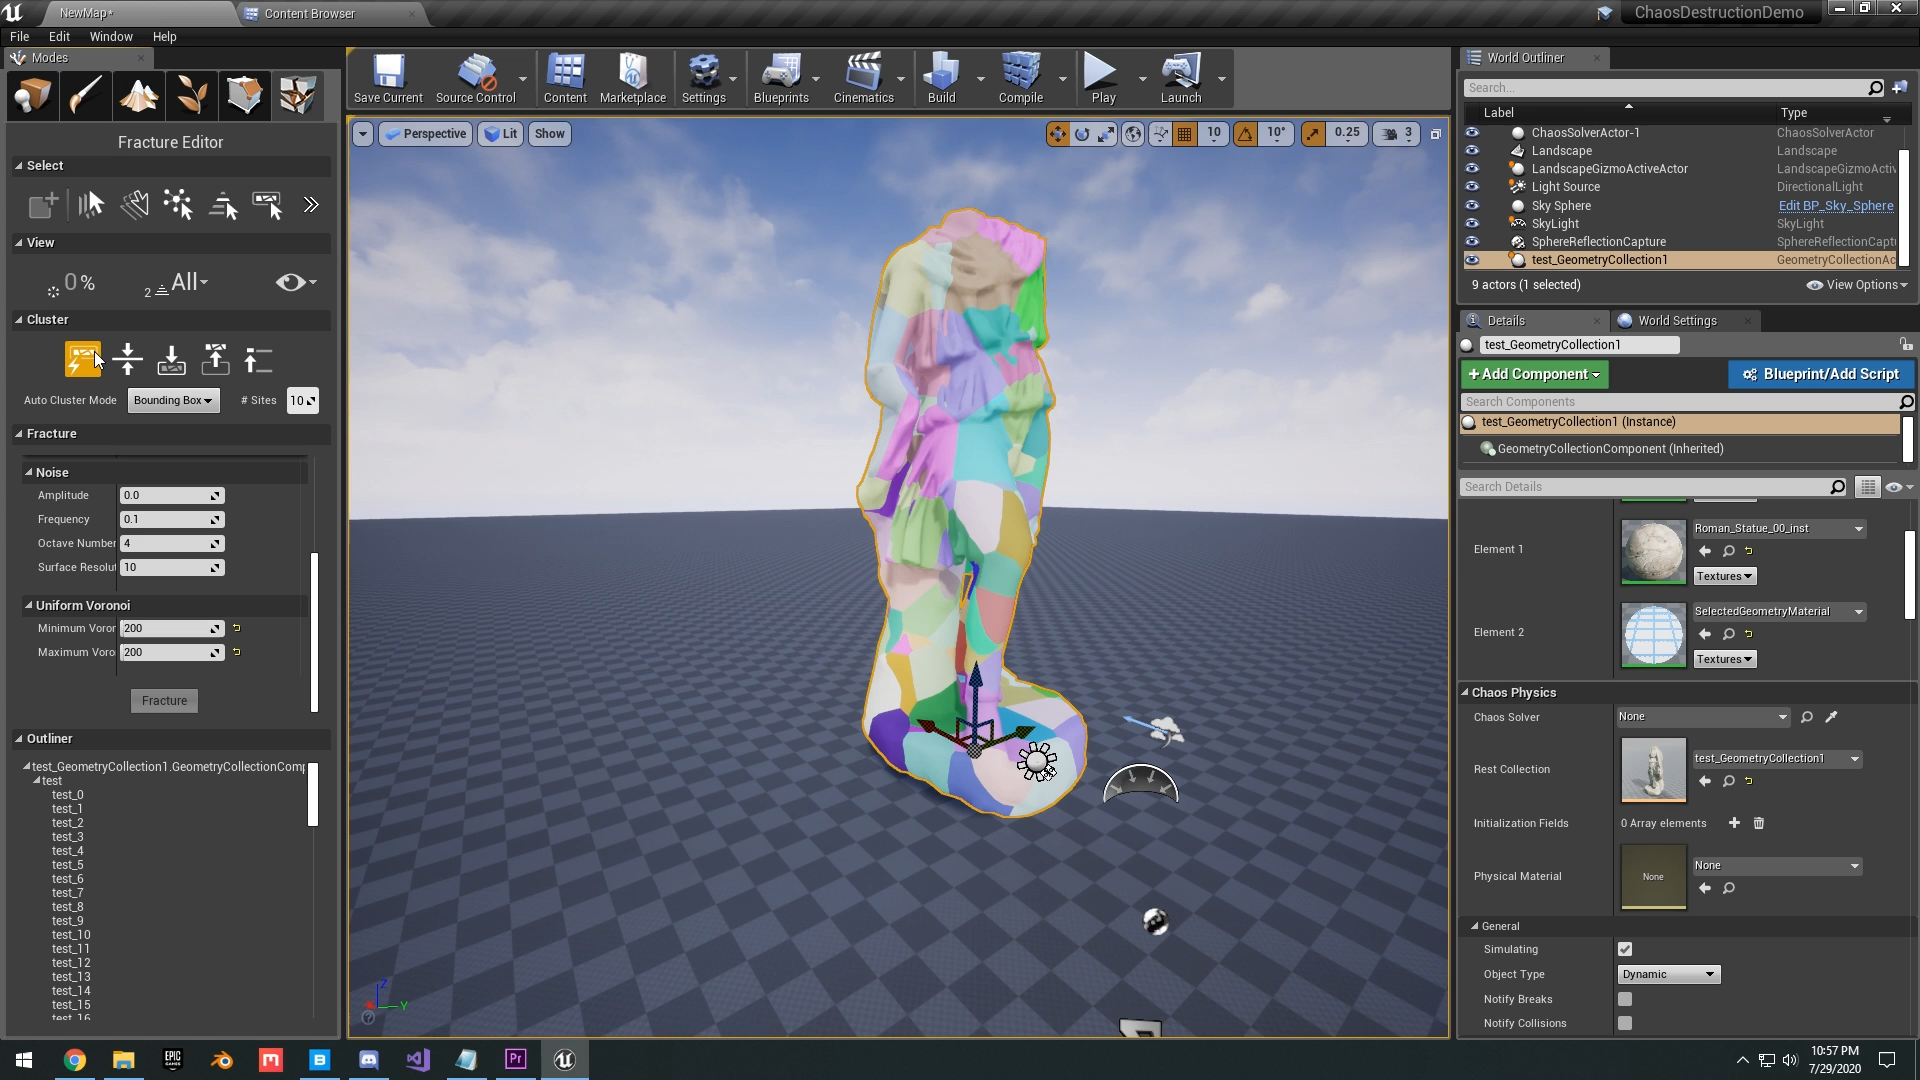 NewMap*
Content Browser
ChaosDestructionDemo
File Edit Window Help
Modes
Save Current
Source Control
Content
Marketplace
Settings
Blueprints
Cinematics
Build
Compile
Play
Launch
Fracture Editor
Select
View
0 %
2
All
Cluster
Auto Cluster Mode
Bounding Box
# Sites
10
Fracture
Noise
Amplitude 0.0
Frequency 0.1
Octave Number 4
Surface Resolut 10
Uniform Voronoi
Minimum Voror 200
Maximum Voro 200
Fracture
Outliner
test_GeometryCollection1.GeometryCollectionComp
test
test_0
test_1
test_2
test_3
test_4
test_5
test_6
test_7
test_8
test_9
test_10
test_11
test_12
test_13
test_14
test_15
test_16
Perspective
Lit
Show
10
10°
0.25
3
Z
Y
World Outliner
Search...
Label Type
ChaosSolverActor-1 ChaosSolverActor
Landscape Landscape
LandscapeGizmoActiveActor LandscapeGizmoActiv
Light Source DirectionalLight
Sky Sphere Edit BP_Sky_Sphere
SkyLight SkyLight
SphereReflectionCapture SphereReflectionCaptu
test_GeometryCollection1 GeometryCollectionAc
9 actors (1 selected)
View Options
Details
World Settings
test_GeometryCollection1
+Add Component
Blueprint/Add Script
Search Components
test_GeometryCollection1 (Instance)
GeometryCollectionComponent (Inherited)
Search Details
Element 1
Roman_Statue_00_inst
Textures
Element 2
SelectedGeometryMaterial
Textures
Chaos Physics
Chaos Solver None
Rest Collection
test_GeometryCollection1
Initialization Fields 0 Array elements
Physical Material
None
None
General
Simulating
Object Type Dynamic
Notify Breaks
Notify Collisions
EPIC
GAMES
Pr
10:57 PM
7/29/2020